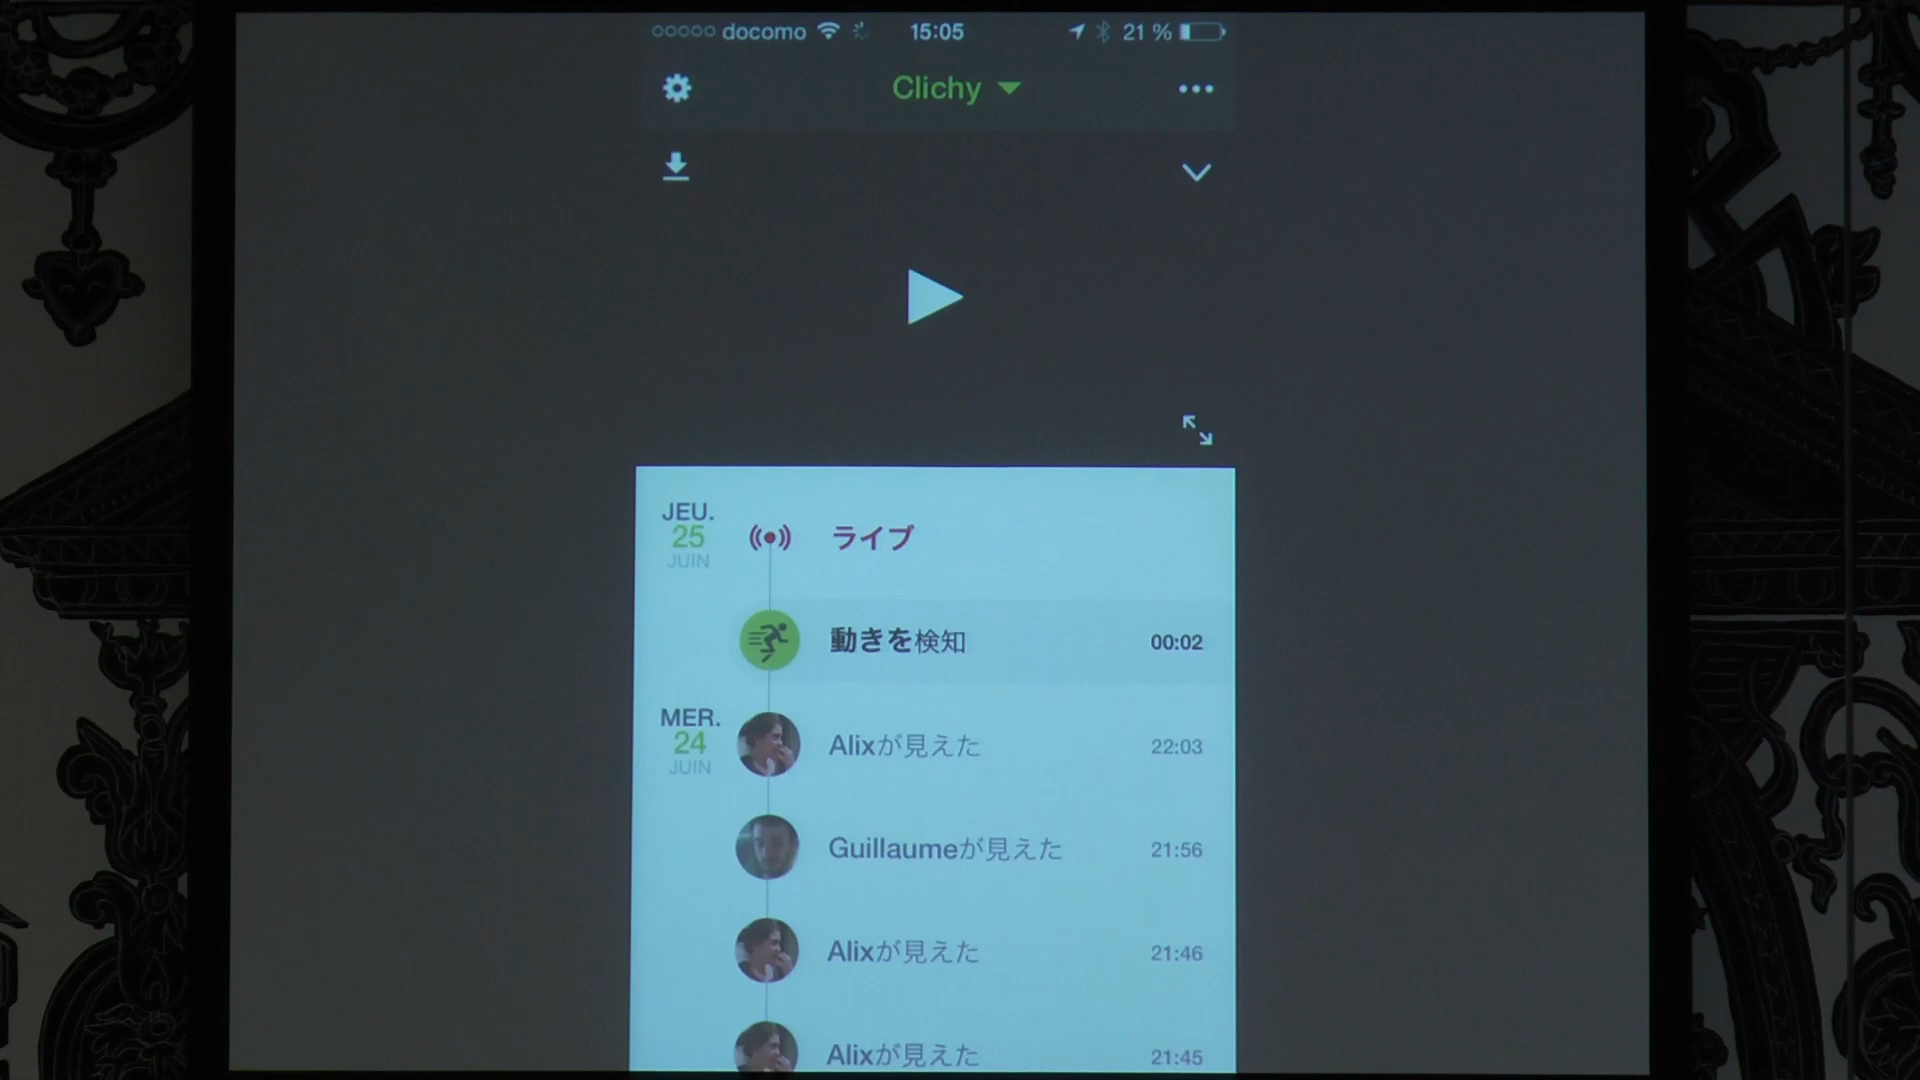 docomo 15:05 21 %
Clichy
JEU.
25
JUIN
ライブ
動きを検知 00:02
MER.
24
JUIN
Alixが見えた 22:03
Guillaumeが見えた 21:56
Alixが見えた 21:46
Alixが見えた 21:45